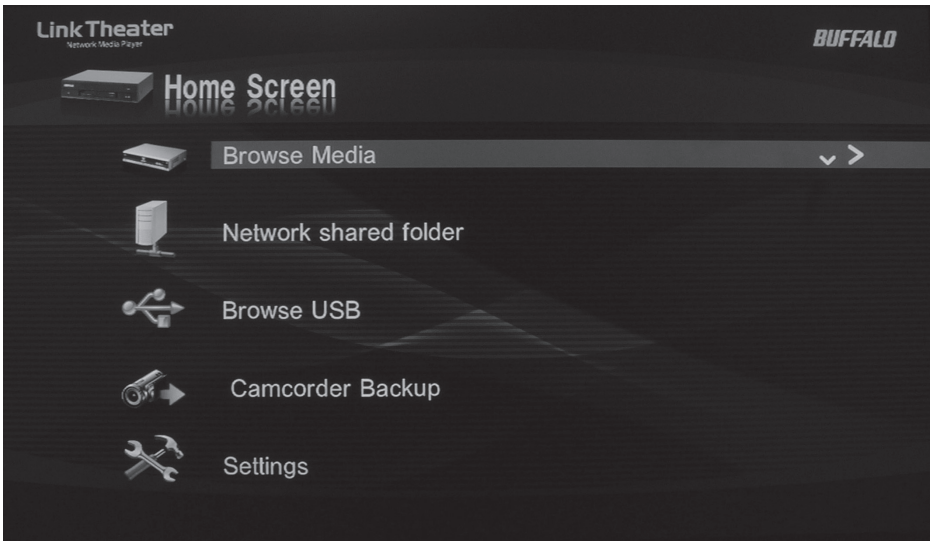 LinkTheater
Network Media Player
BUFFALO
Home Screen
Browse Media
Network shared folder
Browse USB
Camcorder Backup
Settings